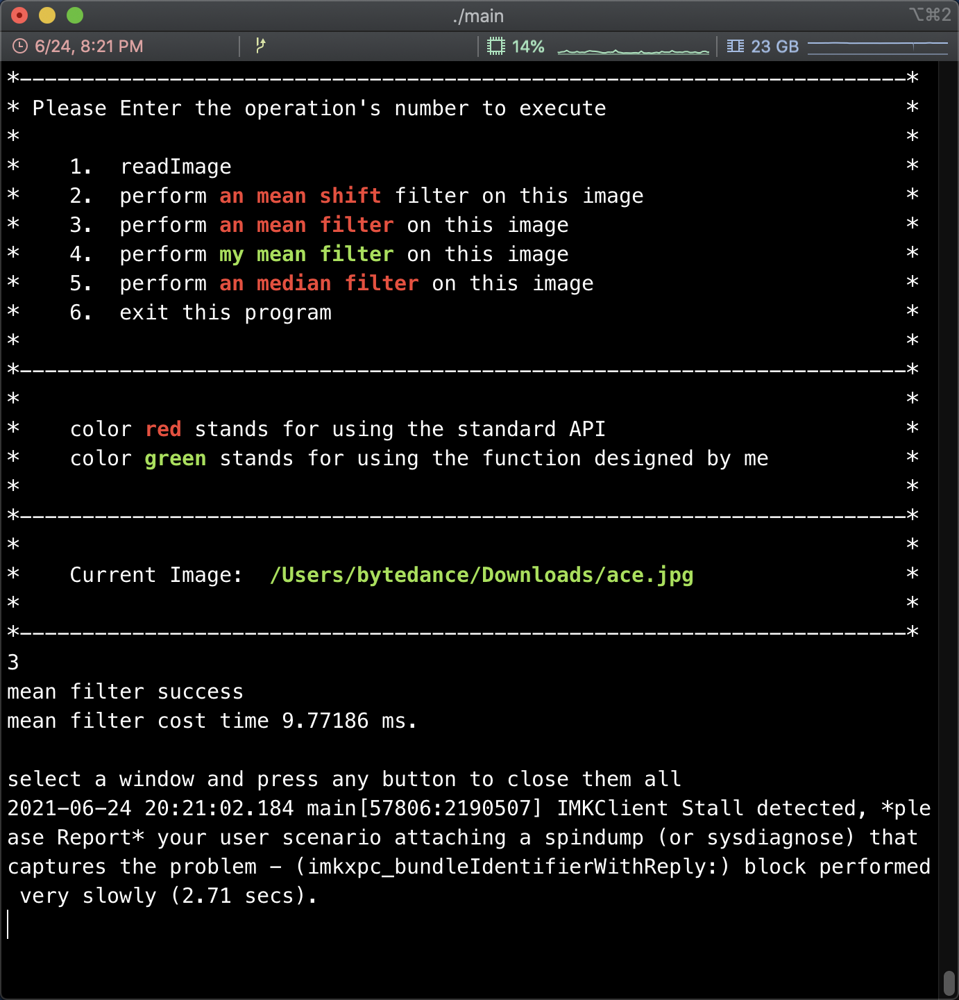 ./main
⌥⌘2
6/24, 8:21 PM 14% 23 GB
*-----------------------------------------------------------------------*
* Please Enter the operation's number to execute *
* *
* 1. readImage *
* 2. perform an mean shift filter on this image *
* 3. perform an mean filter on this image *
* 4. perform my mean filter on this image *
* 5. perform an median filter on this image *
* 6. exit this program *
* *
*-----------------------------------------------------------------------*
* *
* color red stands for using the standard API *
* color green stands for using the function designed by me *
* *
*-----------------------------------------------------------------------*
* *
* Current Image: /Users/bytedance/Downloads/ace.jpg *
* *
*-----------------------------------------------------------------------*
3
mean filter success
mean filter cost time 9.77186 ms.
select a window and press any button to close them all
2021-06-24 20:21:02.184 main[57806:2190507] IMKClient Stall detected, *ple
ase Report* your user scenario attaching a spindump (or sysdiagnose) that
captures the problem - (imkxpc_bundleIdentifierWithReply:) block performed
very slowly (2.71 secs).